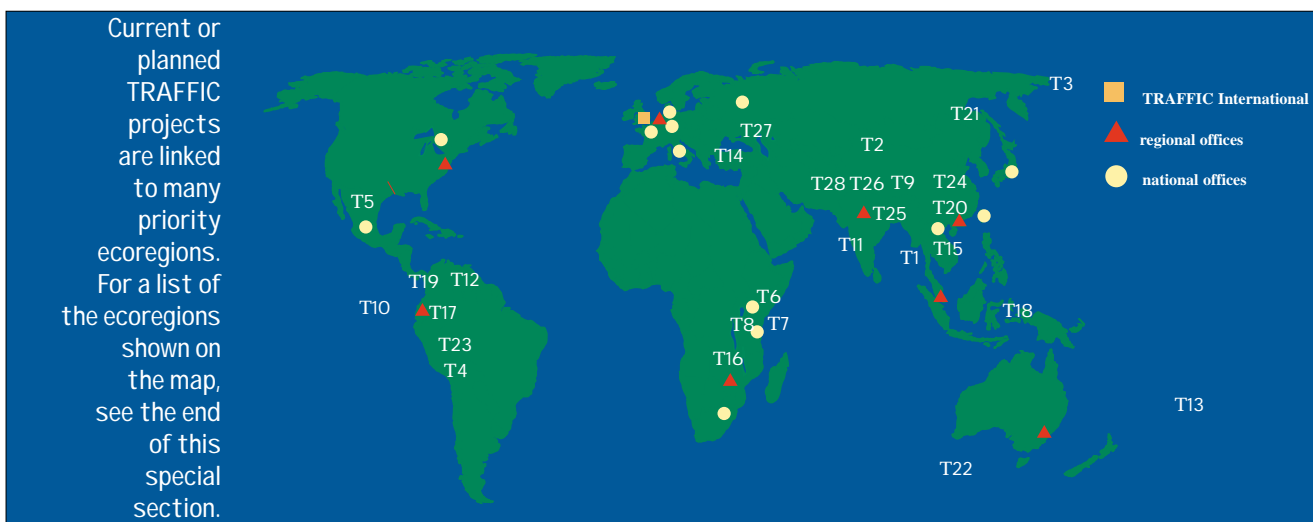 Current or
planned
TRAFFIC
projects
are linked
to many
priority
ecoregions.
For a list of
the ecoregions
shown on
the map,
see the end
of this
special
section.
T3
TRAFFIC International
T21
regional offices
T27
T2
T14
national offices
T28
T26
T9
T24
T5
T20
T25
T11
T1
T15
T19
T12
T10
T17
T6
T18
T8
T7
T23
T16
T4
T13
T22